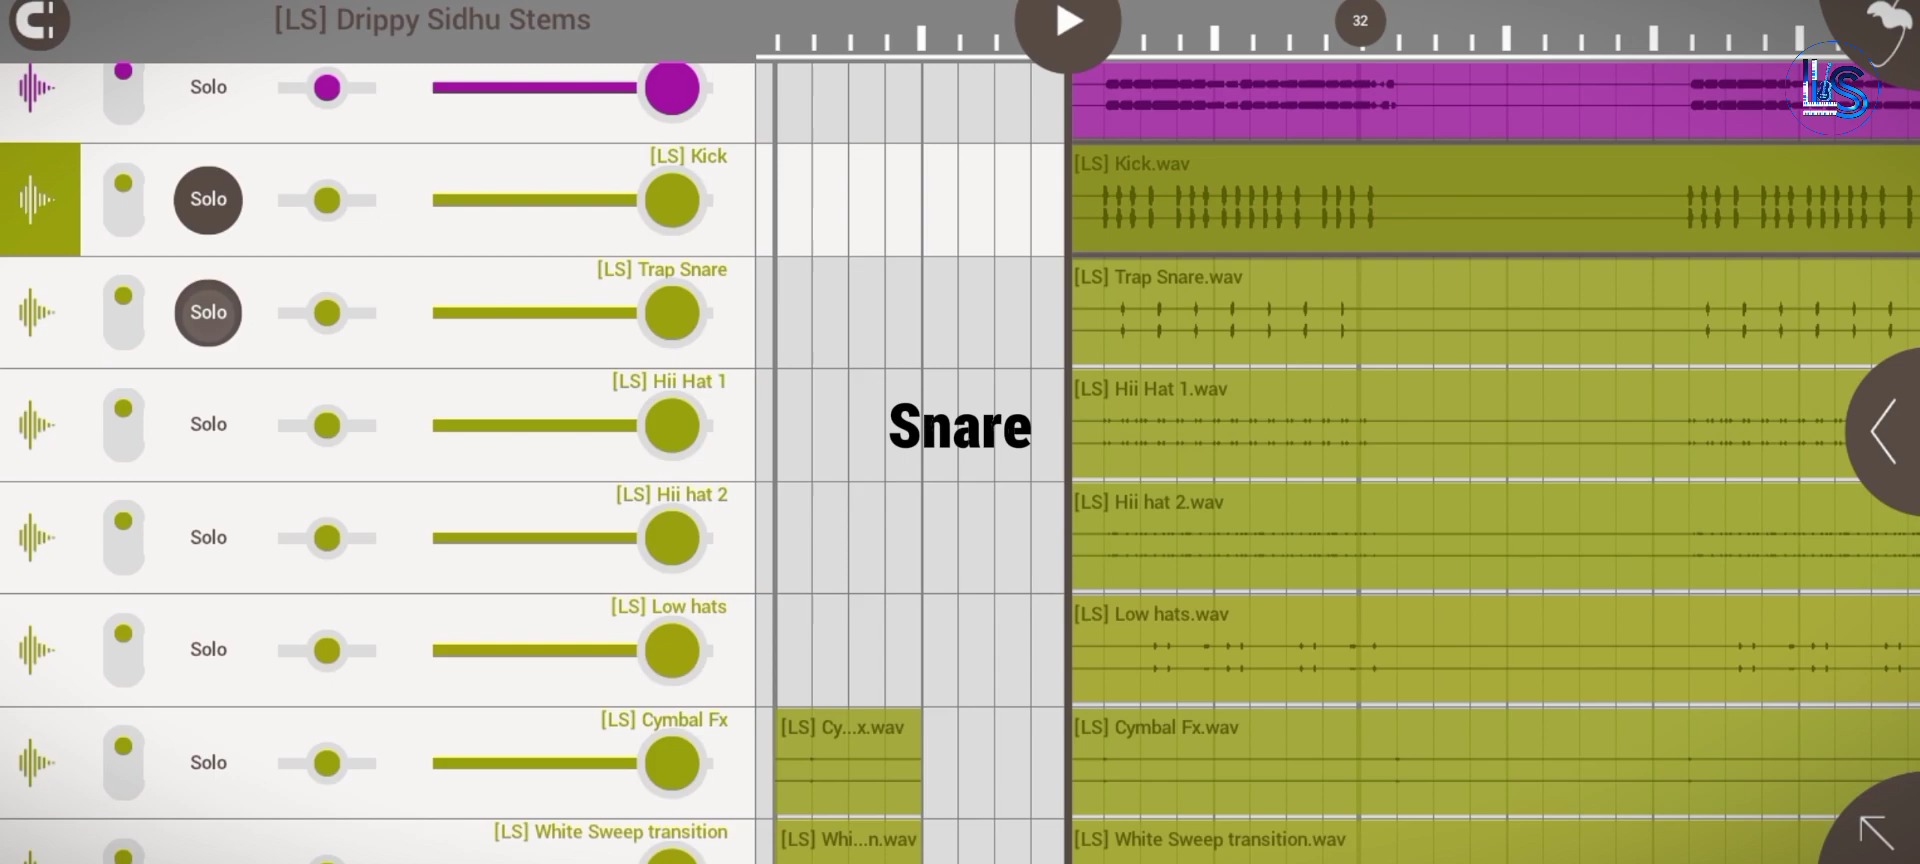 [LS] Drippy Sidhu Stems
32
LS
Solo
[LS] Kick
[LS] Kick.wav
Solo
[LS] Trap Snare
[LS] Trap Snare.wav
Solo
[LS] Hii Hat 1
[LS] Hii Hat 1.wav
Solo
Snare
[LS] Hii hat 2
[LS] Hii hat 2.wav
Solo
[LS] Low hats
[LS] Low hats.wav
Solo
[LS] Cymbal Fx
[LS] Cy...x.wav
[LS] Cymbal Fx.wav
Solo
[LS] White Sweep transition
[LS] Whi...n.wav
[LS] White Sweep transition.wav